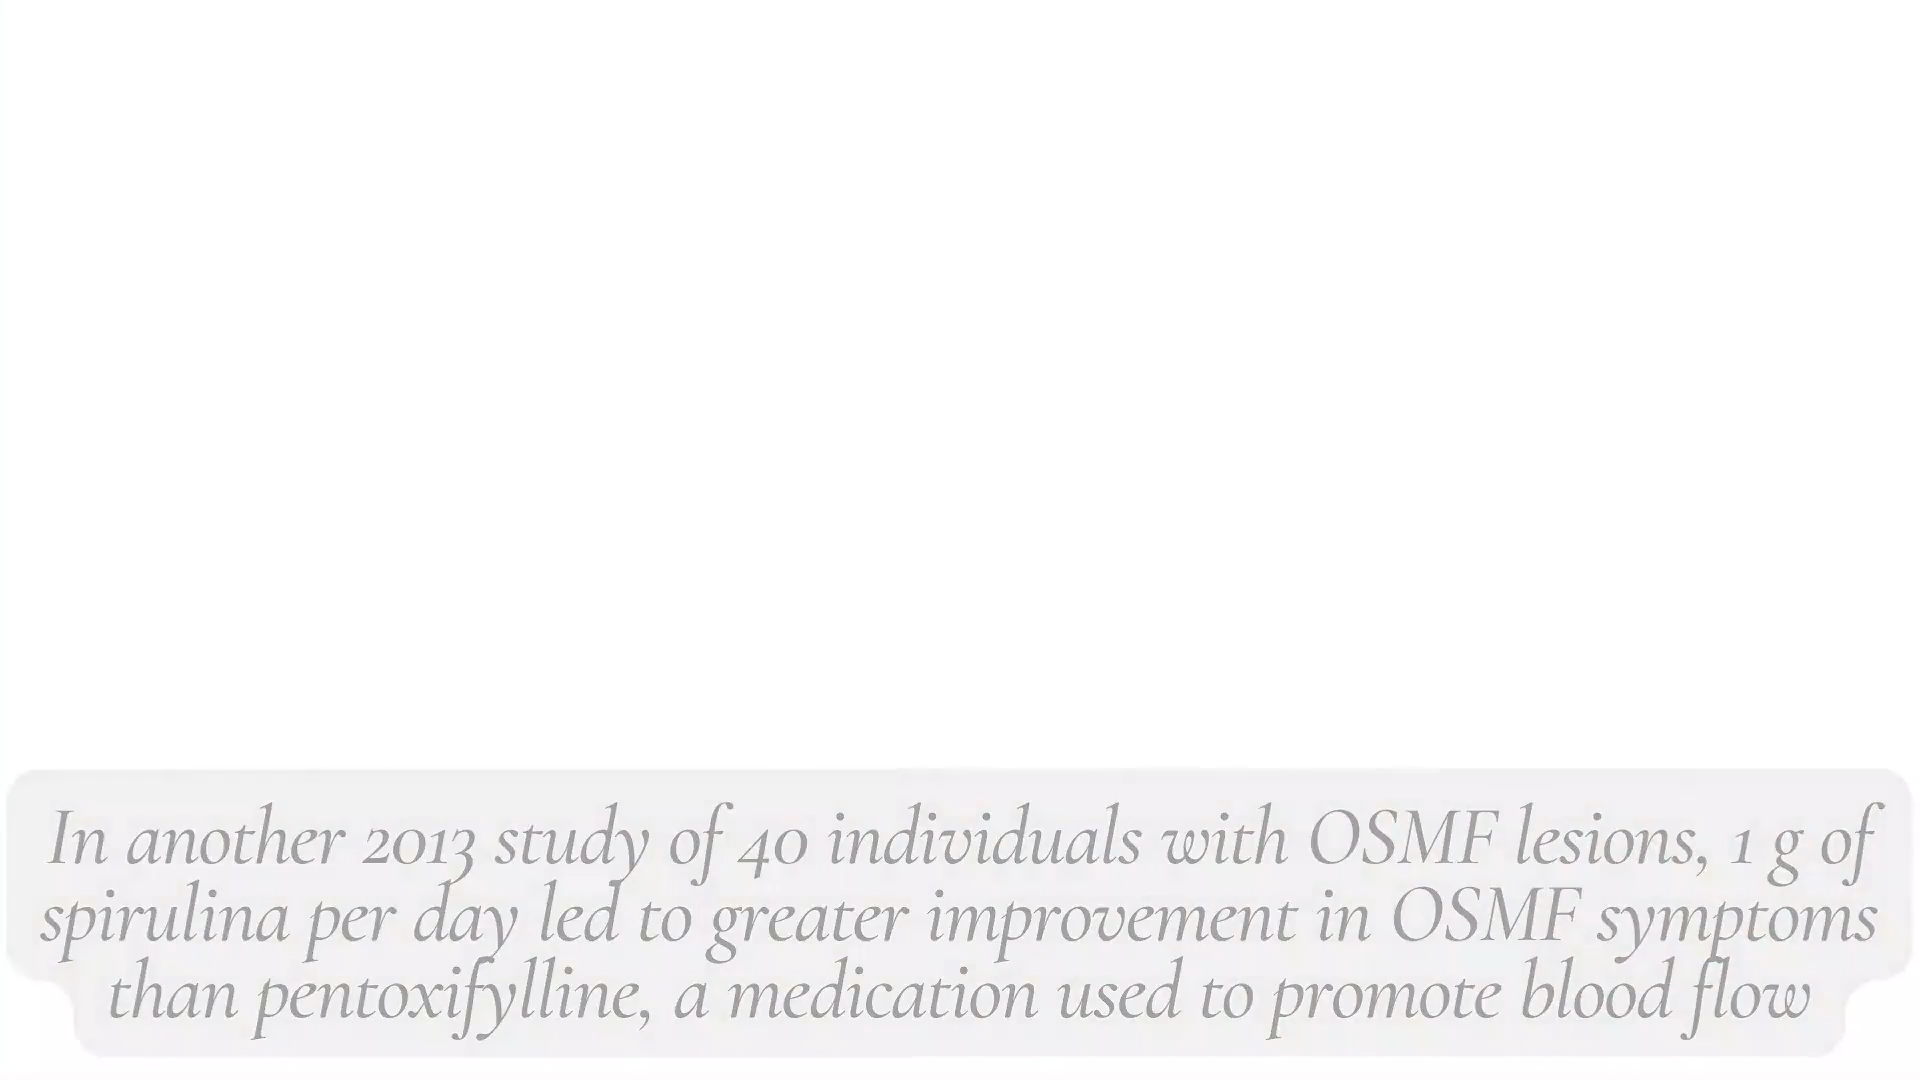 In another 2013 study of 40 individuals with OSMF lesions, 1 g of
spirulina per day led to greater improvement in OSMF symptoms
than pentoxifylline, a medication used to promote blood flow